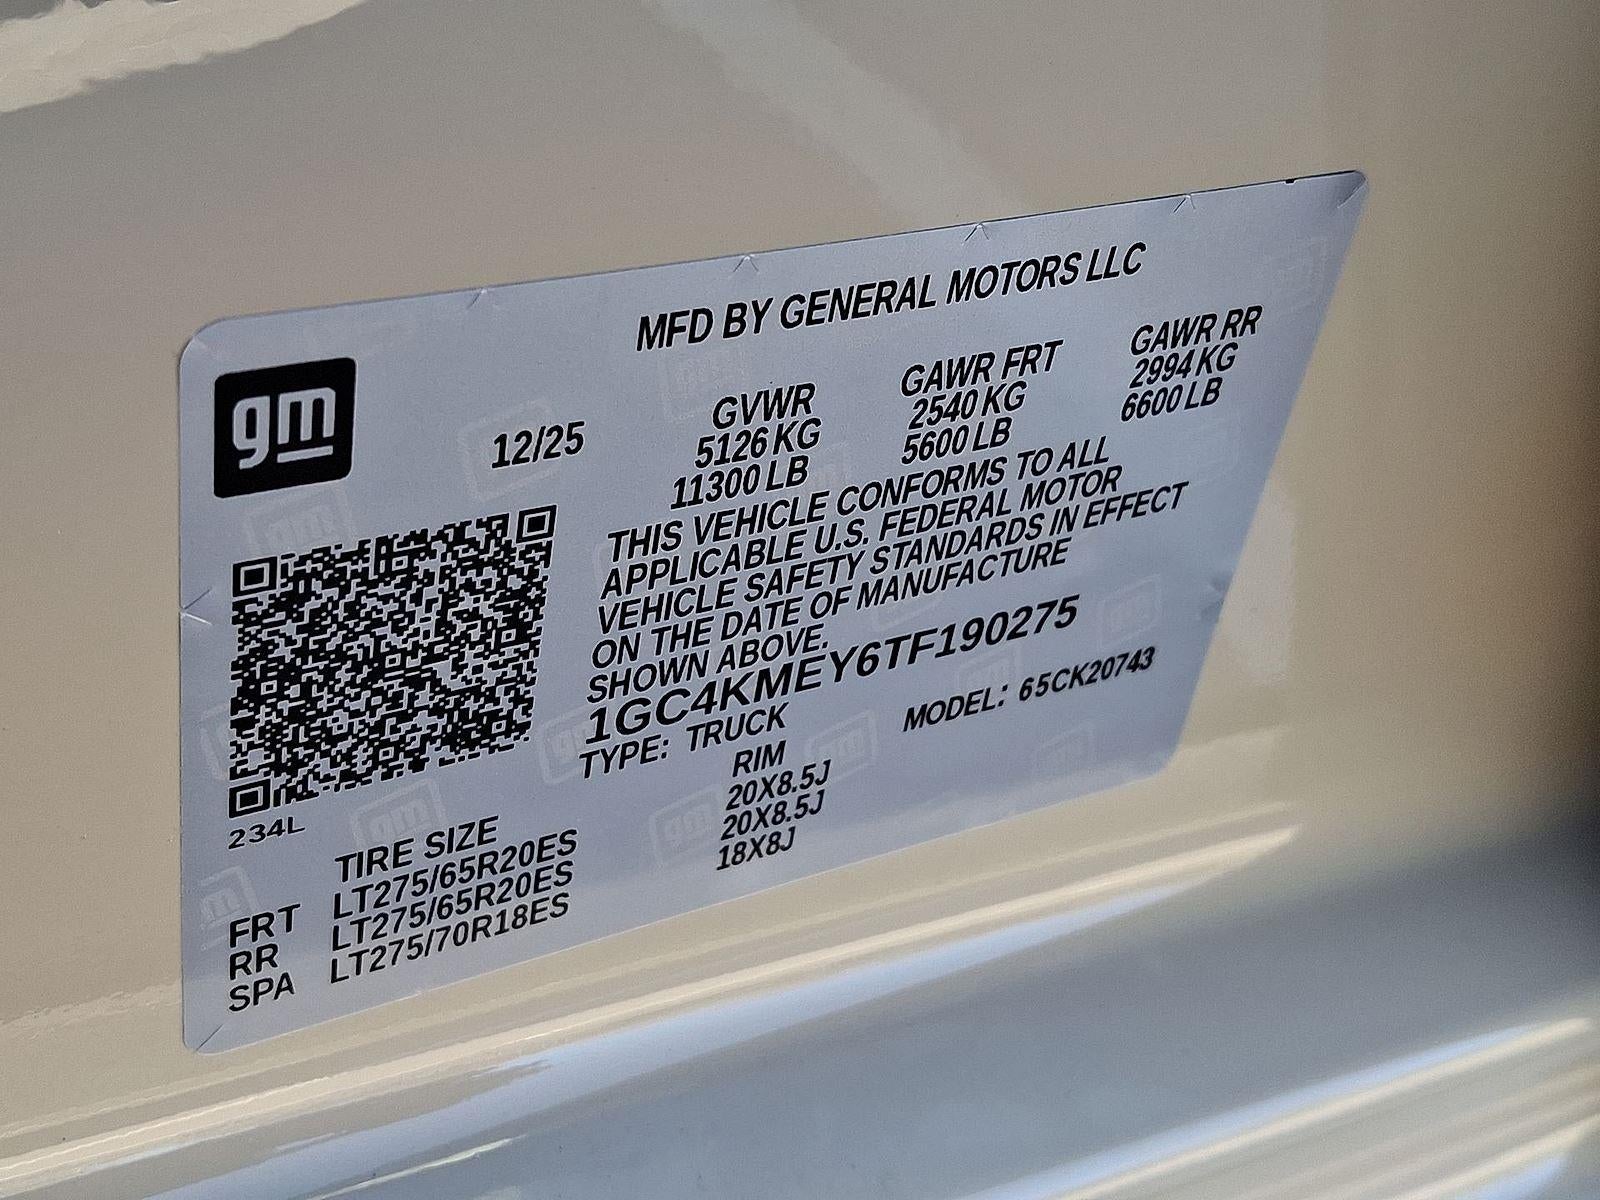 MFD BY GENERAL MOTORS LLC
gm
12/25
GVWR GAWR FRT GAWR RR
5126 KG 2540 KG 2994 KG
11300 LB 5600 LB 6600 LB
THIS VEHICLE CONFORMS TO ALL
APPLICABLE U.S. FEDERAL MOTOR
VEHICLE SAFETY STANDARDS IN EFFECT
ON THE DATE OF MANUFACTURE
SHOWN ABOVE.
1GC4KMEY6TF190275
TYPE: TRUCK MODEL: 65CK20743
234L
TIRE SIZE RIM
FRT LT275/65R20ES 20X8.5J
RR LT275/65R20ES 20X8.5J
SPA LT275/70R18ES 18X8J